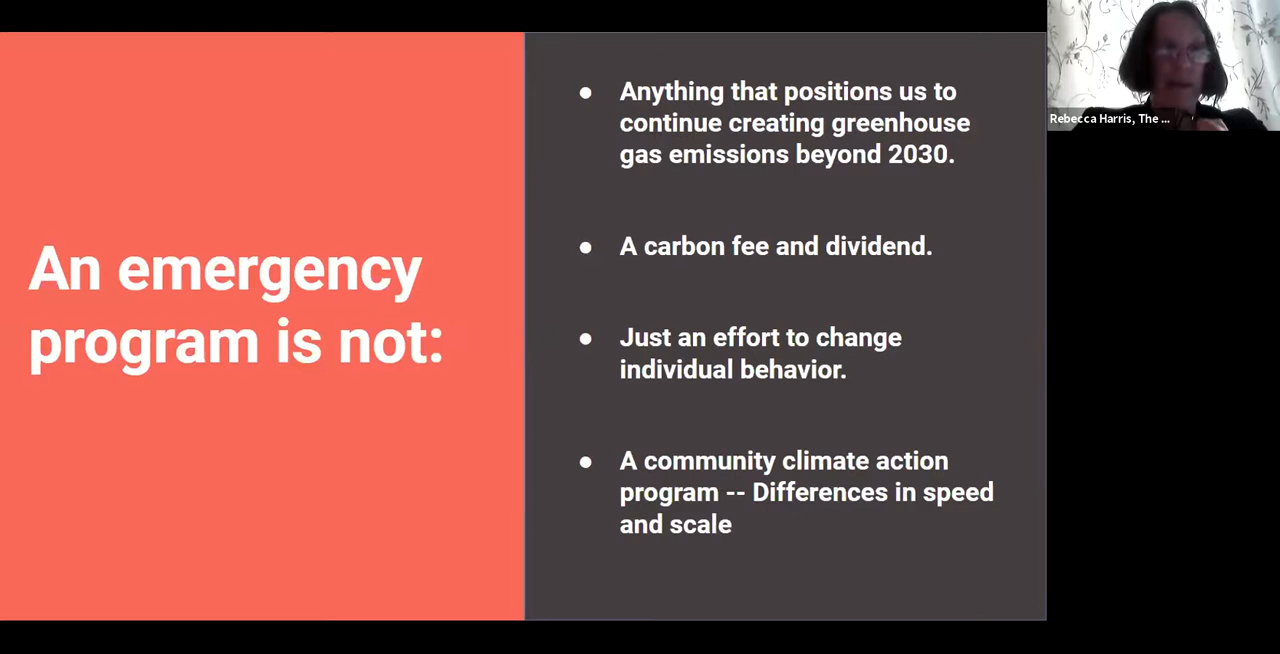 An emergency
program is not:
● Anything that positions us to
continue creating greenhouse
gas emissions beyond 2030.
● A carbon fee and dividend.
● Just an effort to change
individual behavior.
● A community climate action
program -- Differences in speed
and scale
Rebecca Harris, The ...